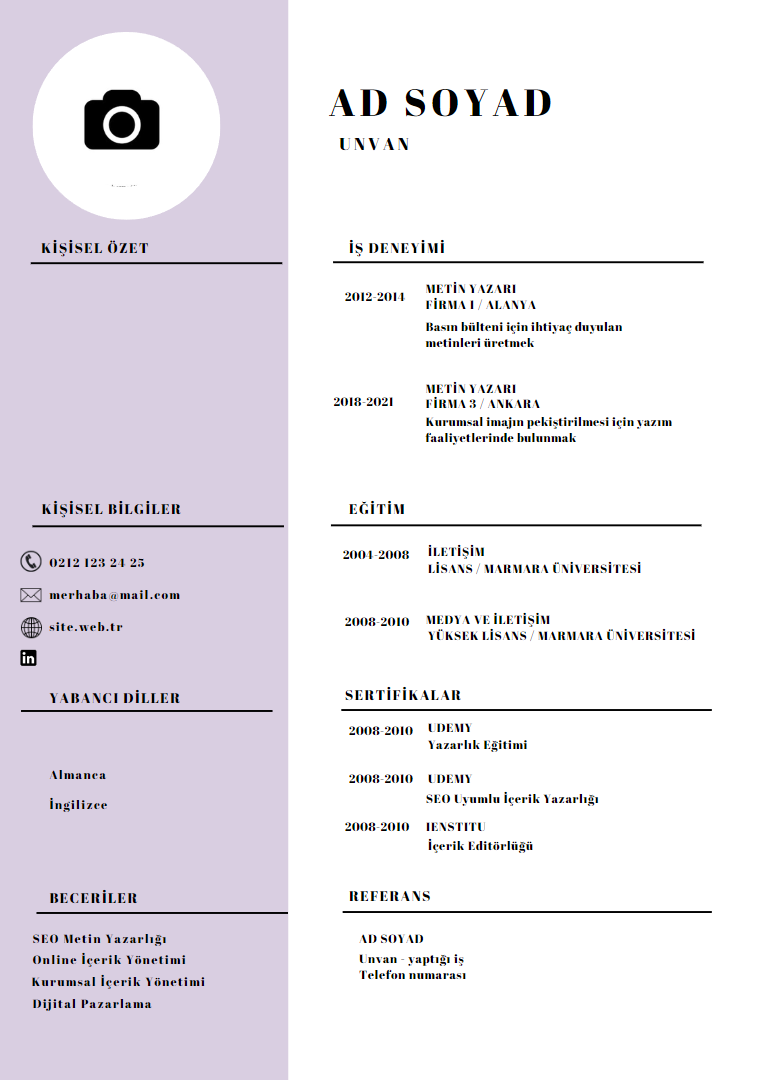 AD SOYAD
UNVAN
KİŞİSEL ÖZET
KİŞİSEL BİLGİLER
0212 123 24 25
merhaba@mail.com
site.web.tr
in
YABANCI DİLLER
Almanca
İngilizce
BECERİLER
SEO Metin Yazarlığı
Online İçerik Yönetimi
Kurumsal İçerik Yönetimi
Dijital Pazarlama
İŞ DENEYİMİ
2012-2014
METİN YAZARI
FİRMA 1 / ALANYA
Basın bülteni için ihtiyaç duyulan
metinleri üretmek
2018-2021
METİN YAZARI
FİRMA 3 / ANKARA
Kurumsal imajın pekiştirilmesi için yazım
faaliyetlerinde bulunmak
EĞİTİM
2004-2008
İLETİŞİM
LİSANS / MARMARA ÜNİVERSİTESİ
2008-2010
MEDYA VE İLETİŞİM
YÜKSEK LİSANS / MARMARA ÜNİVERSİTESİ
SERTİFİKALAR
2008-2010 UDEMY
Yazarlık Eğitimi
2008-2010 UDEMY
SEO Uyumlu İçerik Yazarlığı
2008-2010 IENSTITU
İçerik Editörlüğü
REFERANS
AD SOYAD
Unvan - yaptığı iş
Telefon numarası